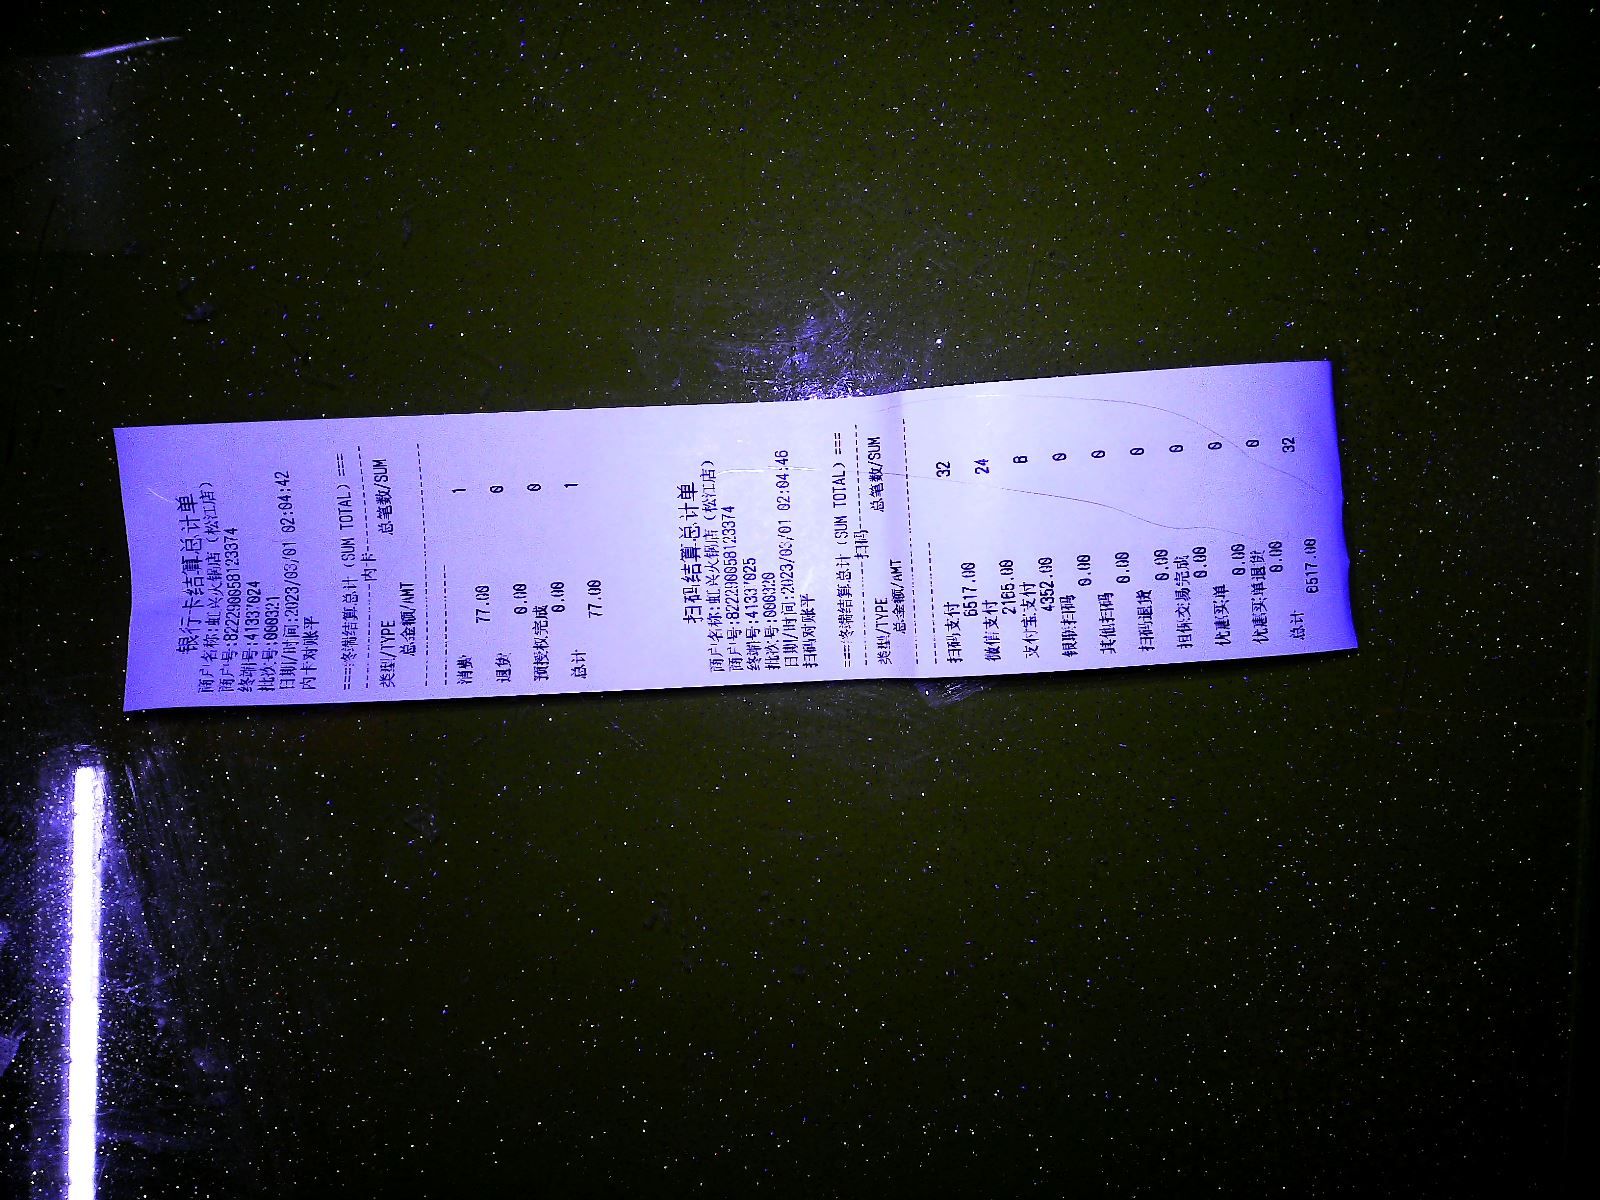 银行卡结算总计单
商户名称:虹兴火锅店(松江店)
商户号:822290058123374
终端号:41337024
批次号:000321
日期/时间:2023/03/01 02:04:42
内卡对账平
===终端结算总计(SUM TOTAL)===
内卡
类型/TYPE 总笔数/SUM
总金额/AMT
消费 1
77.00
退货 0
0.00
预授权完成 0
0.00
总计 1
77.00
扫码结算总计单
商户名称:虹兴火锅店(松江店)
商户号:822290058123374
终端号:41337025
批次号:000320
日期/时间:2023/03/01 02:04:46
扫码对账平
===终端结算总计(SUM TOTAL)===
扫码
类型/TYPE 总笔数/SUM
总金额/AMT
扫码支付 32
6517.00
微信支付 24
2165.00
支付宝支付 8
4352.00
银联扫码 0
0.00
其他扫码 0
0.00
扫码退货 0
0.00
担保交易完成 0
0.00
优惠买单 0
0.00
优惠买单退货 0
0.00
总计 32
6517.00